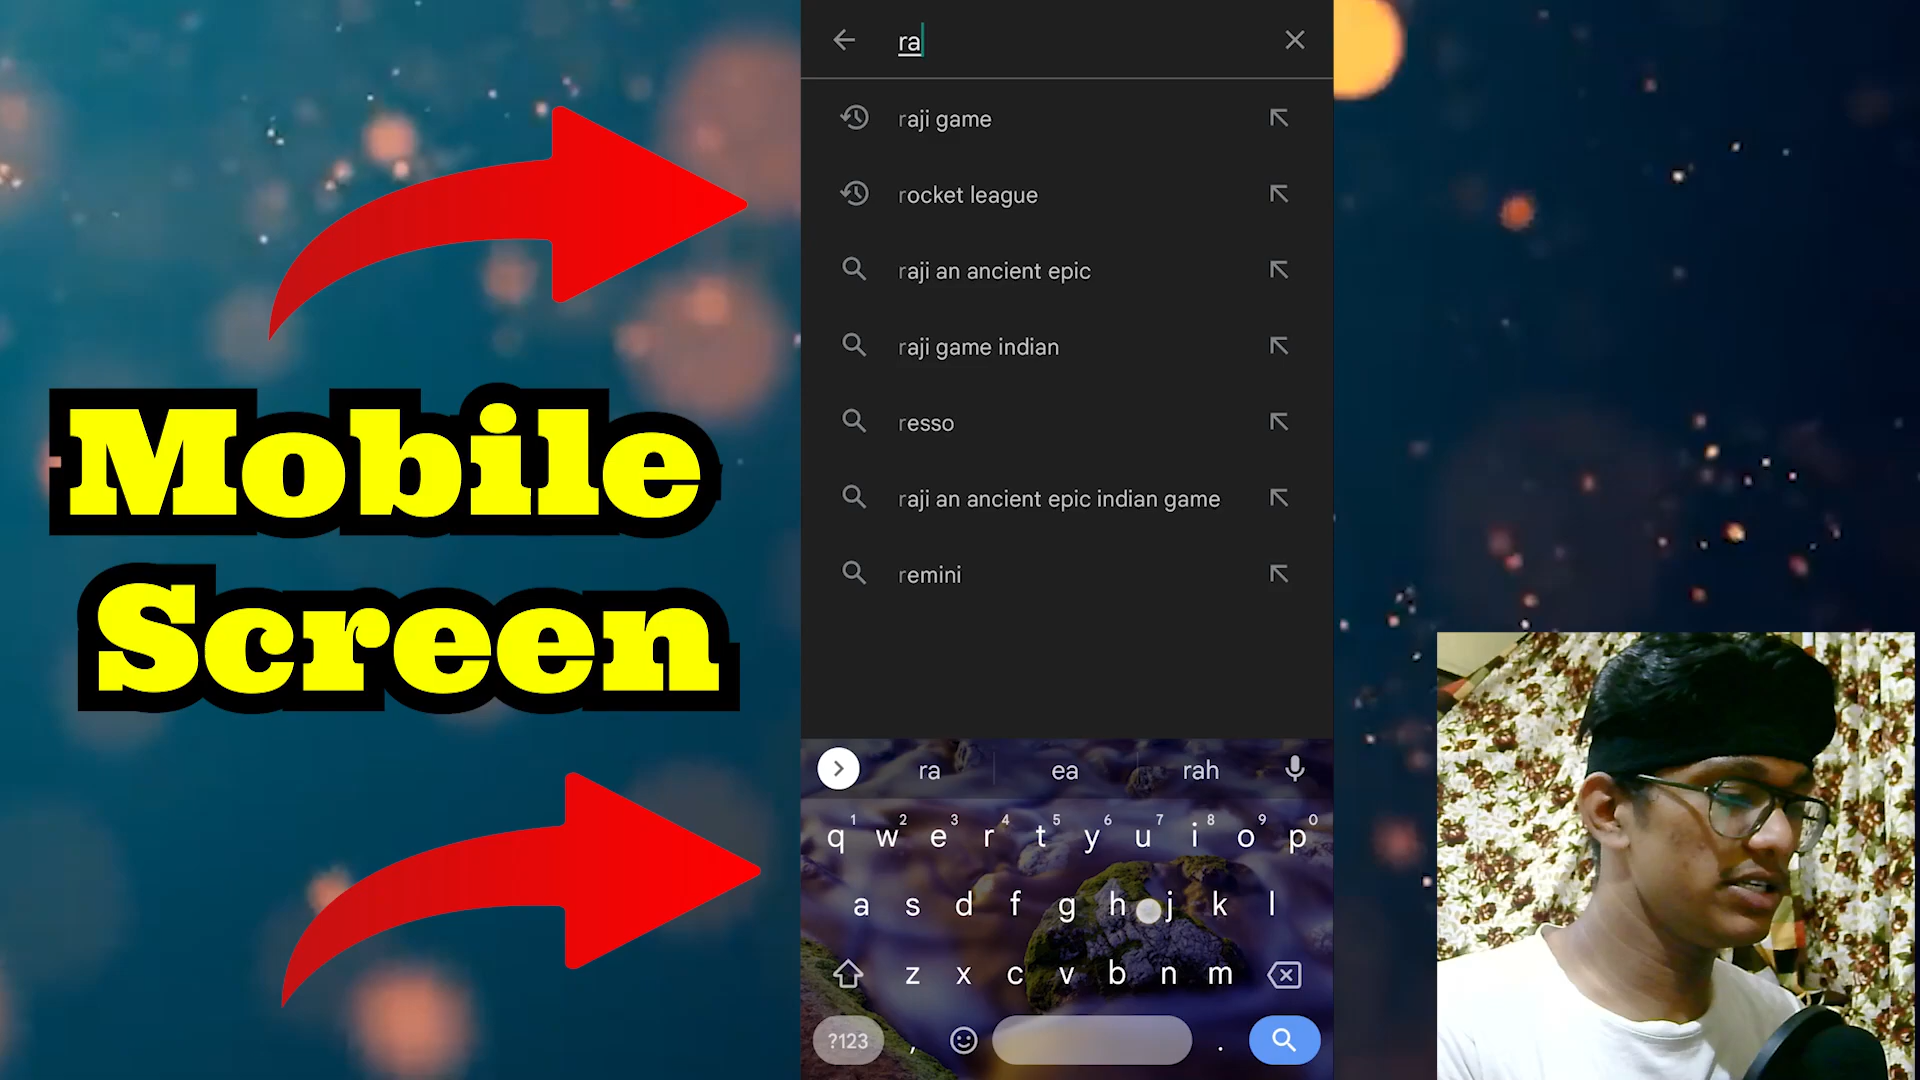 ra
raji game
rocket league
raji an ancient epic
raji game indian
resso
raji an ancient epic indian game
remini
Mobile
Screen
ra ea rah
1 2 3 4 5 6 7 8 9 0
q w e r t y u i o p
a s d f g h j k l
z x c v b n m
?123 , .